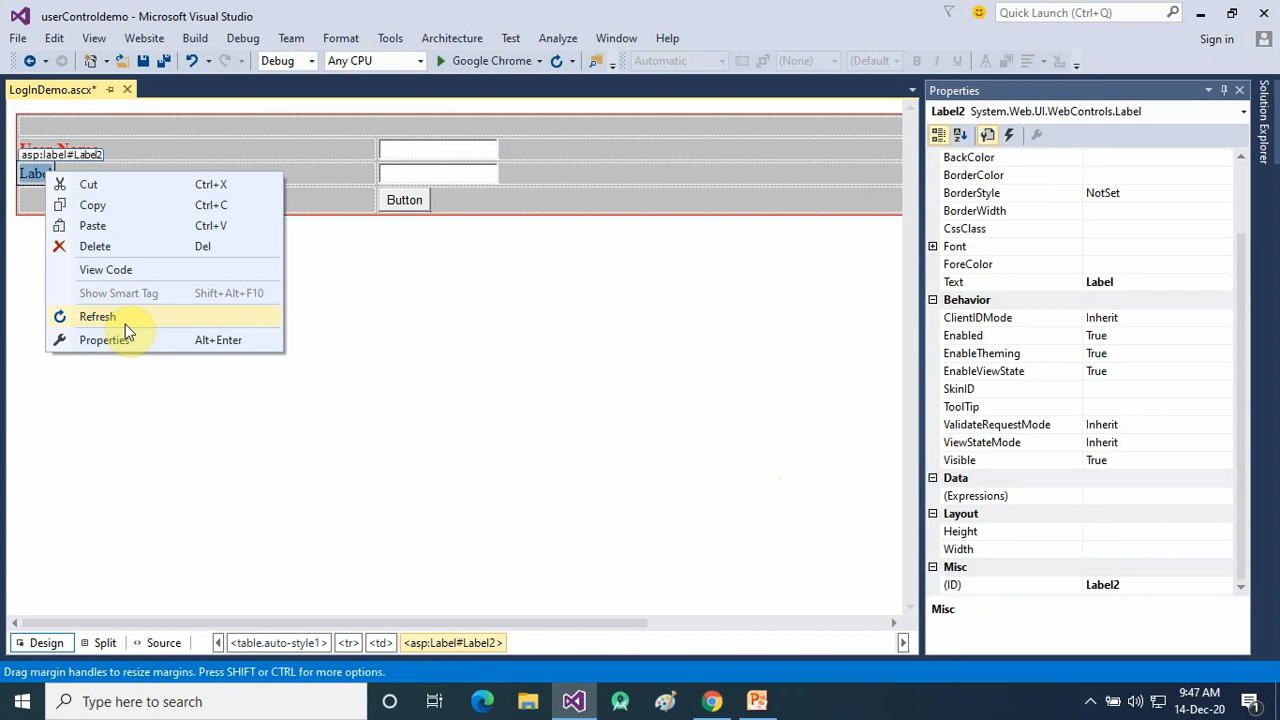 userControldemo - Microsoft Visual Studio
Quick Launch (Ctrl+Q)
File Edit View Website Build Debug Team Format Tools Architecture Test Analyze Window Help
Sign in
Debug Any CPU Google Chrome Automatic (None) (Default B I U A
LogInDemo.ascx*
asp:label#Label2
Label
Button
Cut Ctrl+X
Copy Ctrl+C
Paste Ctrl+V
Delete Del
View Code
Show Smart Tag Shift+Alt+F10
Refresh
Properties Alt+Enter
Properties
Label2 System.Web.UI.WebControls.Label
BackColor
BorderColor
BorderStyle NotSet
BorderWidth
CssClass
Font
ForeColor
Text Label
Behavior
ClientIDMode Inherit
Enabled True
EnableTheming True
EnableViewState True
SkinID
ToolTip
ValidateRequestMode Inherit
ViewStateMode Inherit
Visible True
Data
(Expressions)
Layout
Height
Width
Misc
(ID) Label2
Misc
Solution Explorer
Design Split Source <table.auto-style1> <tr> <td> <asp:Label#Label2>
Drag margin handles to resize margins. Press SHIFT or CTRL for more options.
Type here to search
9:47 AM
14-Dec-20